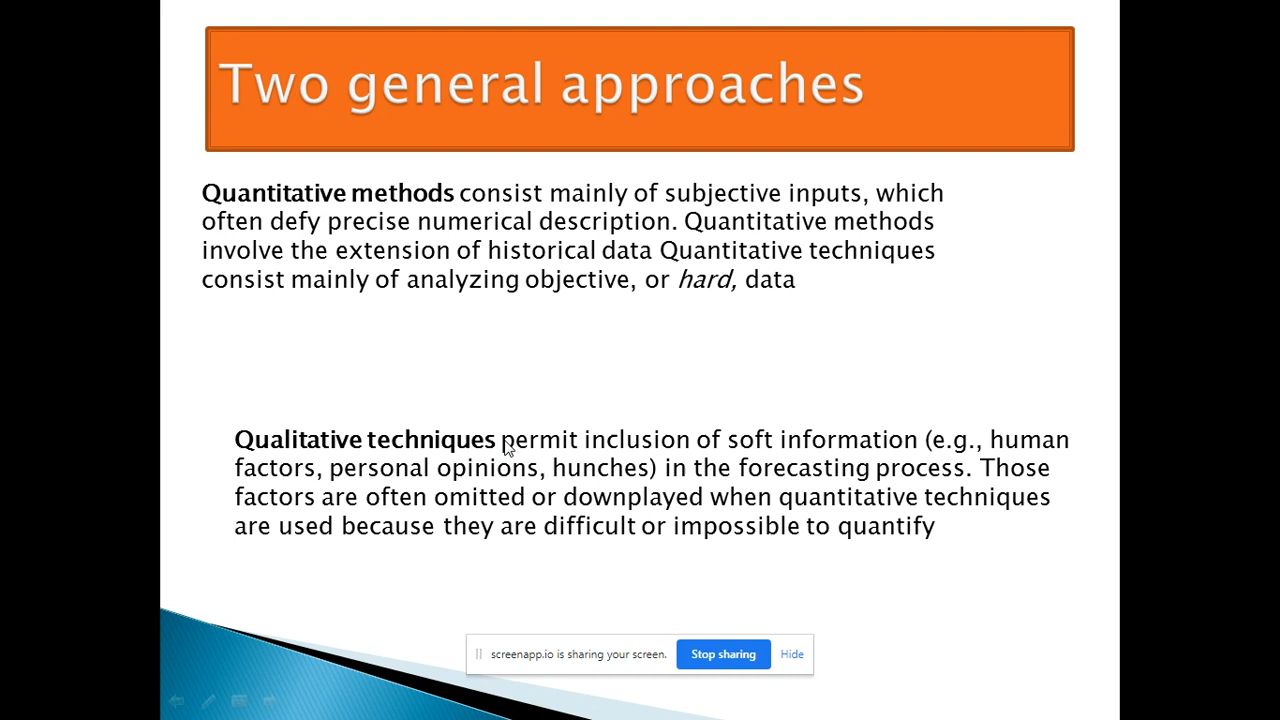 Two general approaches
Quantitative methods consist mainly of subjective inputs, which
often defy precise numerical description. Quantitative methods
involve the extension of historical data Quantitative techniques
consist mainly of analyzing objective, or hard, data
Qualitative techniques permit inclusion of soft information (e.g., human
factors, personal opinions, hunches) in the forecasting process. Those
factors are often omitted or downplayed when quantitative techniques
are used because they are difficult or impossible to quantify
screenapp.io is sharing your screen. Stop sharing Hide